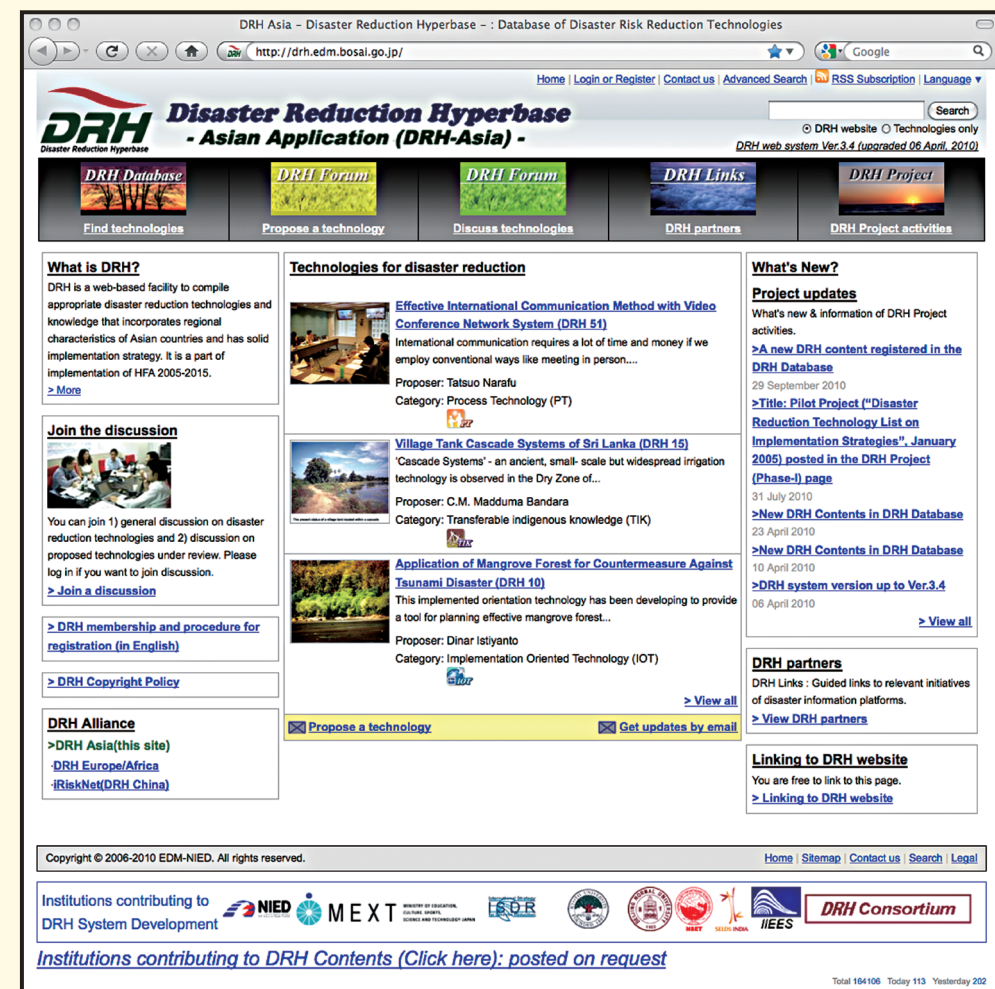 DRH Asia – Disaster Reduction Hyperbase – : Database of Disaster Risk Reduction Technologies
http://drh.edm.bosai.go.jp/
Google
Home | Login or Register | Contact us | Advanced Search | RSS Subscription | Language ▼
DRH
Disaster Reduction Hyperbase
Disaster Reduction Hyperbase
- Asian Application (DRH-Asia) -
Search
DRH website Technologies only
DRH web system Ver.3.4 (upgraded 06 April, 2010)
DRH Database
Find technologies
DRH Forum
Propose a technology
DRH Forum
Discuss technologies
DRH Links
DRH partners
DRH Project
DRH Project activities
What is DRH?
DRH is a web-based facility to compile
appropriate disaster reduction technologies and
knowledge that incorporates regional
characteristics of Asian countries and has solid
implementation strategy. It is a part of
implementation of HFA 2005-2015.
> More
Join the discussion
You can join 1) general discussion on disaster
reduction technologies and 2) discussion on
proposed technologies under review. Please
log in if you want to join discussion.
> Join a discussion
> DRH membership and procedure for
registration (in English)
> DRH Copyright Policy
DRH Alliance
>DRH Asia(this site)
·DRH Europe/Africa
·iRiskNet(DRH China)
Technologies for disaster reduction
Effective International Communication Method with Video
Conference Network System (DRH 51)
International communication requires a lot of time and money if we
employ conventional ways like meeting in person....
Proposer: Tatsuo Narafu
Category: Process Technology (PT)
PT
Village Tank Cascade Systems of Sri Lanka (DRH 15)
'Cascade Systems' - an ancient, small- scale but widespread irrigation
technology is observed in the Dry Zone of...
Proposer: C.M. Madduma Bandara
Category: Transferable indigenous knowledge (TIK)
TIK
Application of Mangrove Forest for Countermeasure Against
Tsunami Disaster (DRH 10)
This implemented orientation technology has been developing to provide
a tool for planning effective mangrove forest...
Proposer: Dinar Istiyanto
Category: Implementation Oriented Technology (IOT)
IOT
> View all
Propose a technology
Get updates by email
What's New?
Project updates
What's new & information of DRH Project
activities.
>A new DRH content registered in the
DRH Database
29 September 2010
>Title: Pilot Project ("Disaster
Reduction Technology List on
Implementation Strategies", January
2005) posted in the DRH Project
(Phase-I) page
31 July 2010
>New DRH Contents in DRH Database
23 April 2010
>New DRH Contents in DRH Database
10 April 2010
>DRH system version up to Ver.3.4
06 April 2010
> View all
DRH partners
DRH Links : Guided links to relevant initiatives
of disaster information platforms.
> View DRH partners
Linking to DRH website
You are free to link to this page.
> Linking to DRH website
Copyright © 2006-2010 EDM-NIED. All rights reserved.
Home | Sitemap | Contact us | Search | Legal
Institutions contributing to
DRH System Development
NIED
MEXT
MINISTRY OF EDUCATION,
CULTURE, SPORTS,
SCIENCE AND TECHNOLOGY-JAPAN
ISDR
NSET
SEEDS INDIA
IIEES
DRH Consortium
Institutions contributing to DRH Contents (Click here): posted on request
Total 164106 Today 113 Yesterday 202